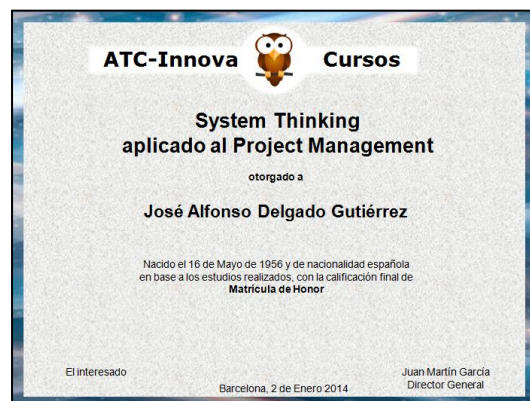 ATC-Innova Cursos
System Thinking
aplicado al Project Management
otorgado a
José Alfonso Delgado Gutiérrez
Nacido el 16 de Mayo de 1956 y de nacionalidad española
en base a los estudios realizados, con la calificación final de
Matrícula de Honor
El interesado
Barcelona, 2 de Enero 2014
Juan Martín García
Director General